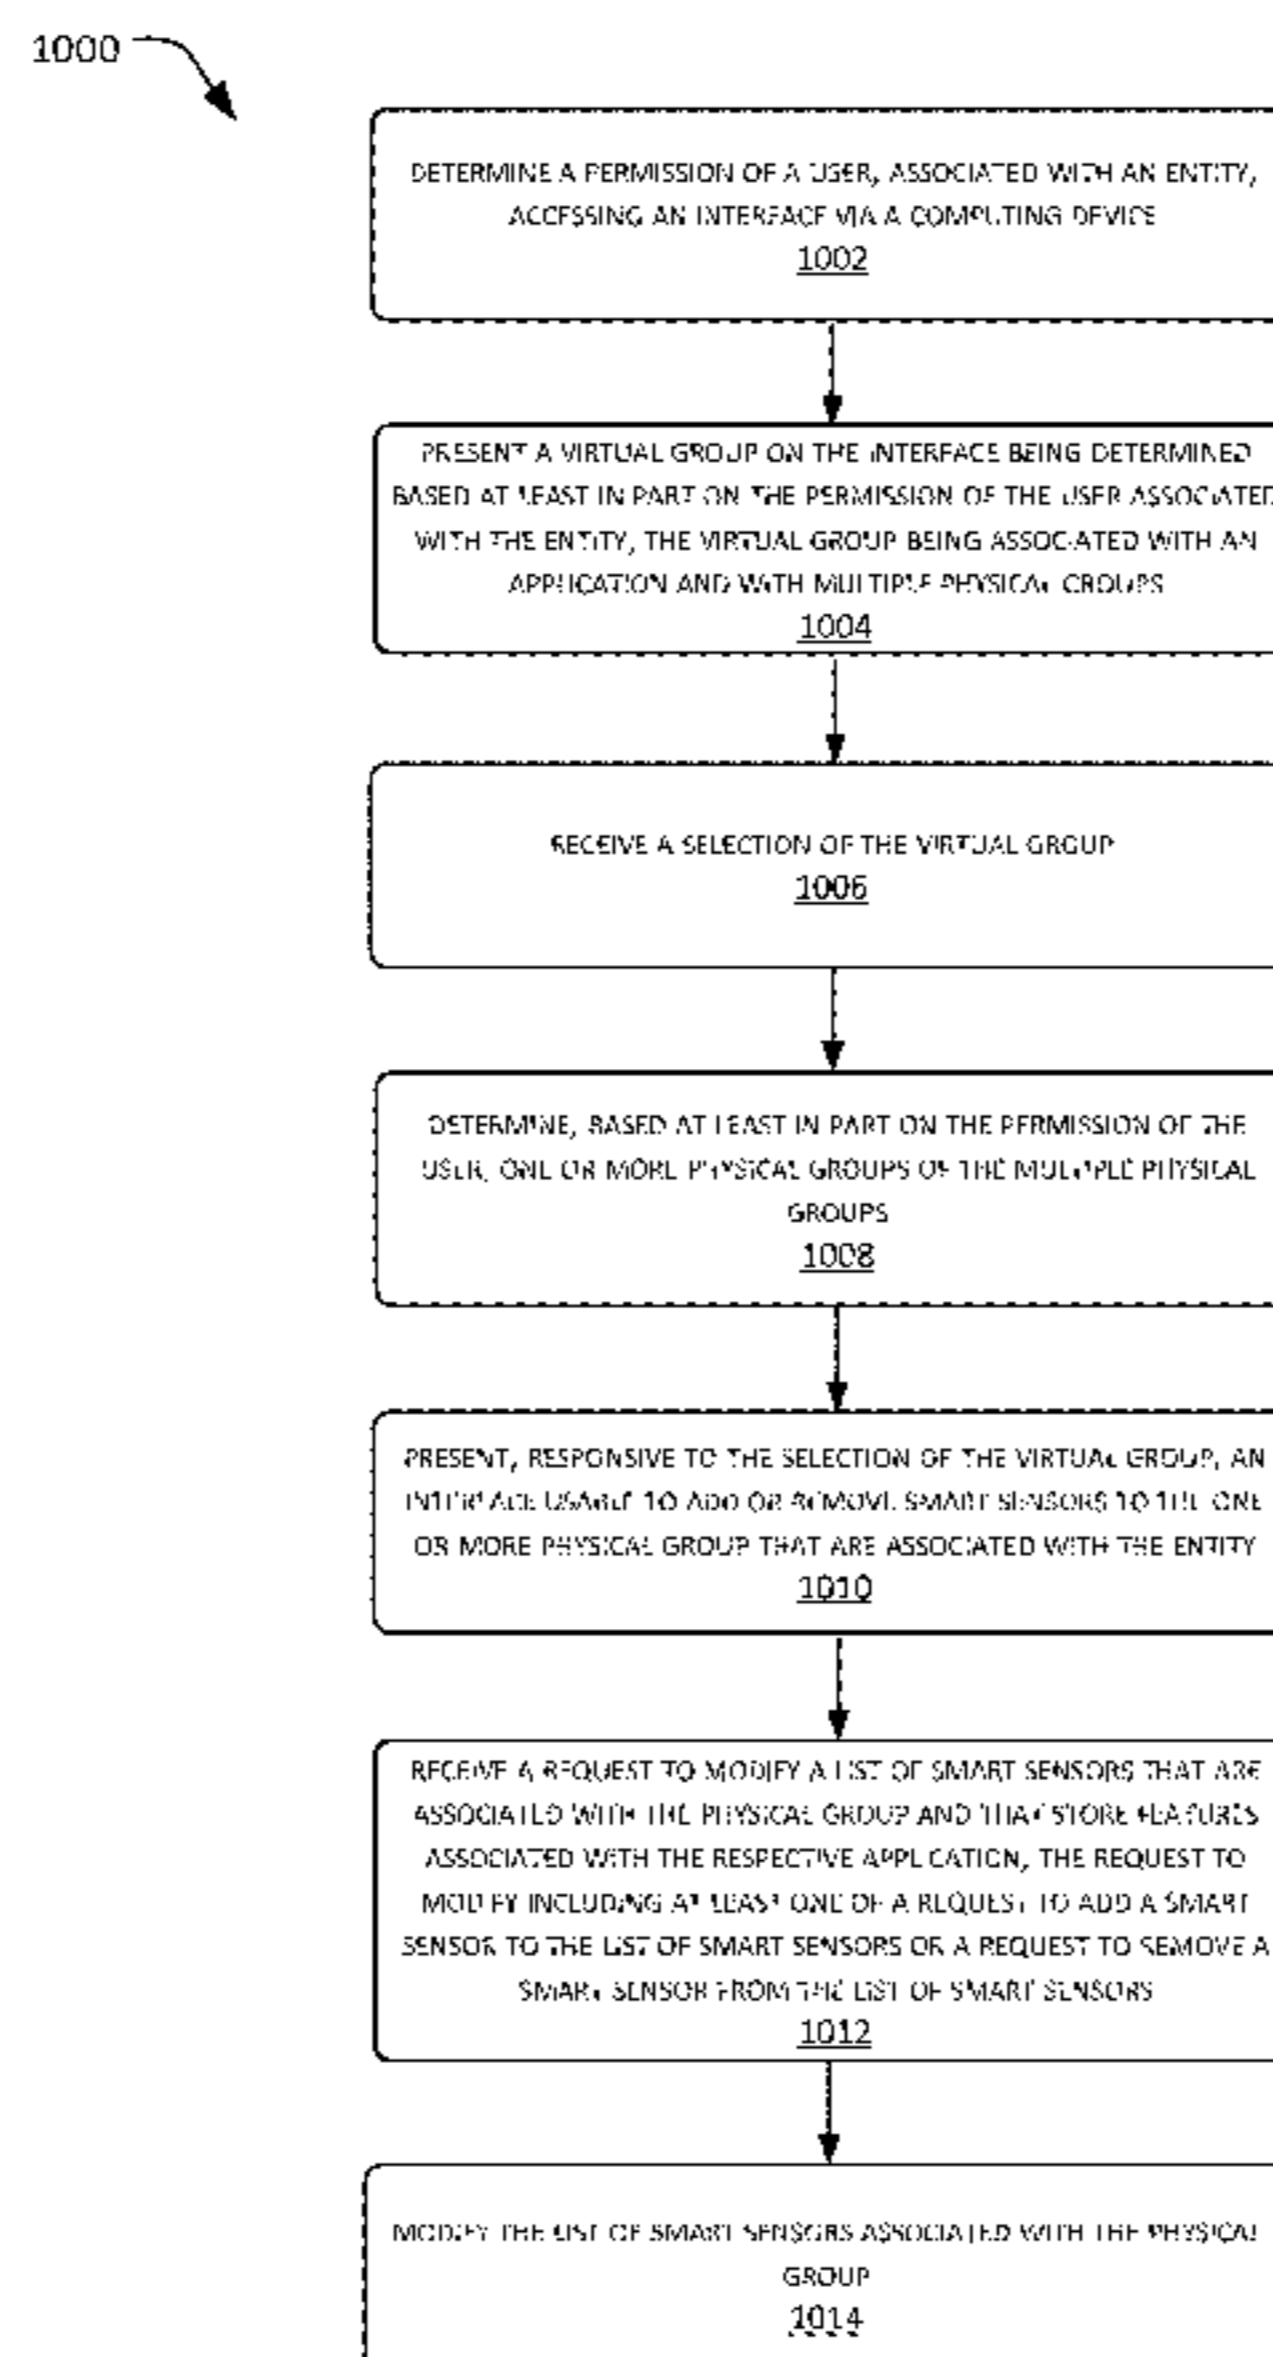 1000
DETERMINE A PERMISSION OF A USER, ASSOCIATED WITH AN ENTITY,
ACCESSING AN INTERFACE VIA A COMPUTING DEVICE
1002
PRESENT A VIRTUAL GROUP ON THE INTERFACE BEING DETERMINED
BASED AT LEAST IN PART ON THE PERMISSION OF THE USER ASSOCIATED
WITH THE ENTITY, THE VIRTUAL GROUP BEING ASSOCIATED WITH AN
APPLICATION AND WITH MULTIPLE PHYSICAL GROUPS
1004
RECEIVE A SELECTION OF THE VIRTUAL GROUP
1006
DETERMINE, BASED AT LEAST IN PART ON THE PERMISSION OF THE
USER, ONE OR MORE PHYSICAL GROUPS OF THE MULTIPLE PHYSICAL
GROUPS
1008
PRESENT, RESPONSIVE TO THE SELECTION OF THE VIRTUAL GROUP, AN
INTERFACE USABLE TO ADD OR REMOVE SMART SENSORS TO THE ONE
OR MORE PHYSICAL GROUP THAT ARE ASSOCIATED WITH THE ENTITY
1010
RECEIVE A REQUEST TO MODIFY A LIST OF SMART SENSORS THAT ARE
ASSOCIATED WITH THE PHYSICAL GROUP AND THAT STORE FEATURES
ASSOCIATED WITH THE RESPECTIVE APPLICATION, THE REQUEST TO
MODIFY INCLUDING AT LEAST ONE OF A REQUEST TO ADD A SMART
SENSOR TO THE LIST OF SMART SENSORS OR A REQUEST TO REMOVE A
SMART SENSOR FROM THE LIST OF SMART SENSORS
1012
MODIFY THE LIST OF SMART SENSORS ASSOCIATED WITH THE PHYSICAL
GROUP
1014